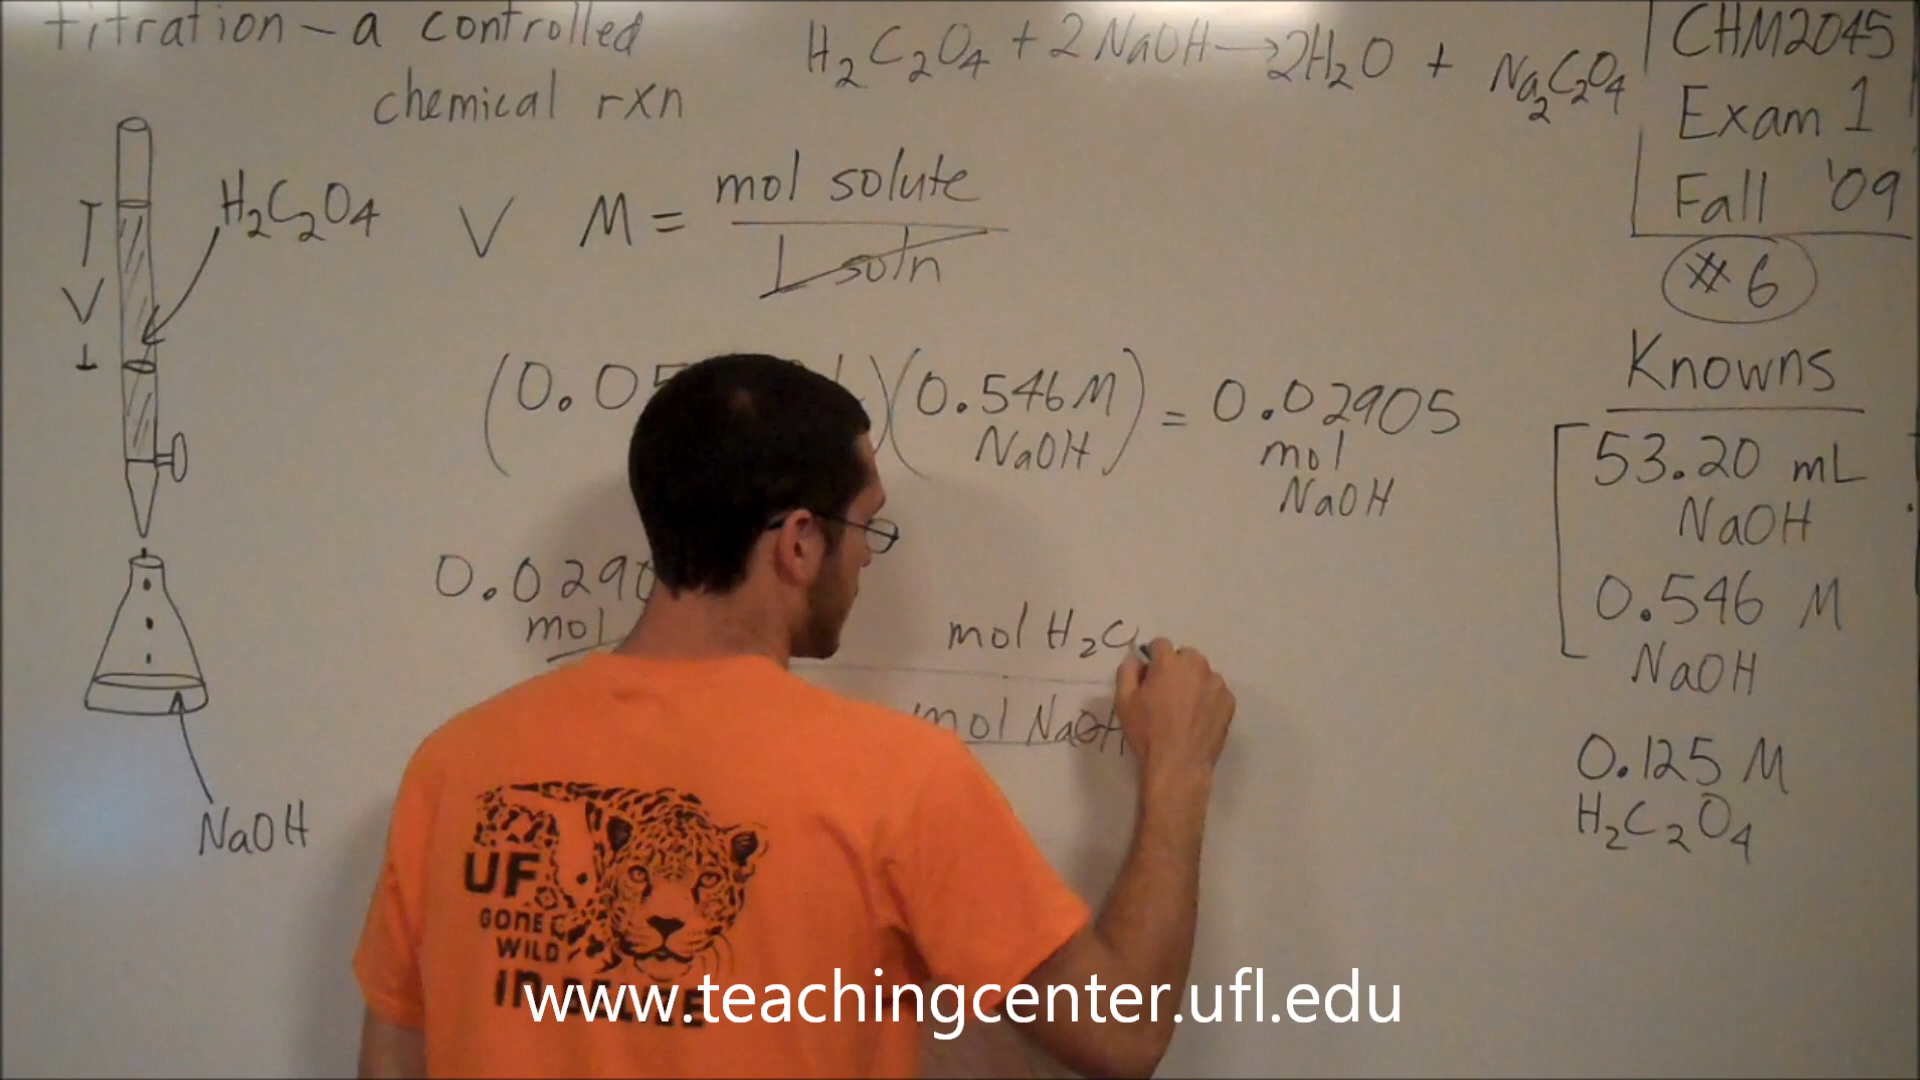 titration – a controlled
chemical rxn
H₂C₂O₄ + 2 NaOH → 2H₂O + Na₂C₂O₄
CHM2045
Exam 1
Fall '09
#6
H₂C₂O₄
V M = mol solute
L soln
V
Knowns
53.20 mL
NaOH
0.546 M
NaOH
0.125 M
H₂C₂O₄
)(0.546 M) = 0.02905
NaOH
mol
NaOH
mol
mol H₂C
mol NaOH
NaOH
UF
GONE
WILD
www.teachingcenter.ufl.edu